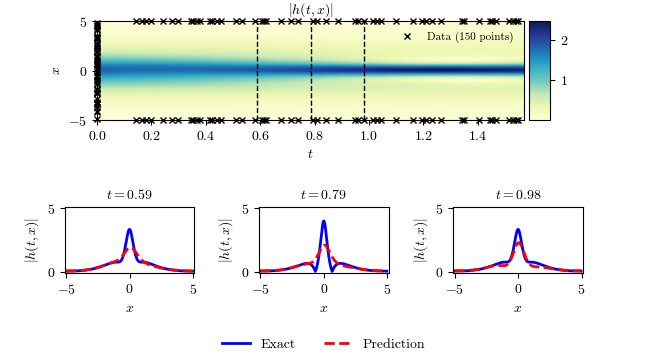 |h(t, x)|
× Data (150 points)
x
5
0
−5
2
1
0.0 0.2 0.4 0.6 0.8 1.0 1.2 1.4
t
t = 0.59 t = 0.79 t = 0.98
|h(t, x)| 5 0 |h(t, x)| 5 0 |h(t, x)| 5 0
−5 0 5 −5 0 5 −5 0 5
x x x
Exact Prediction